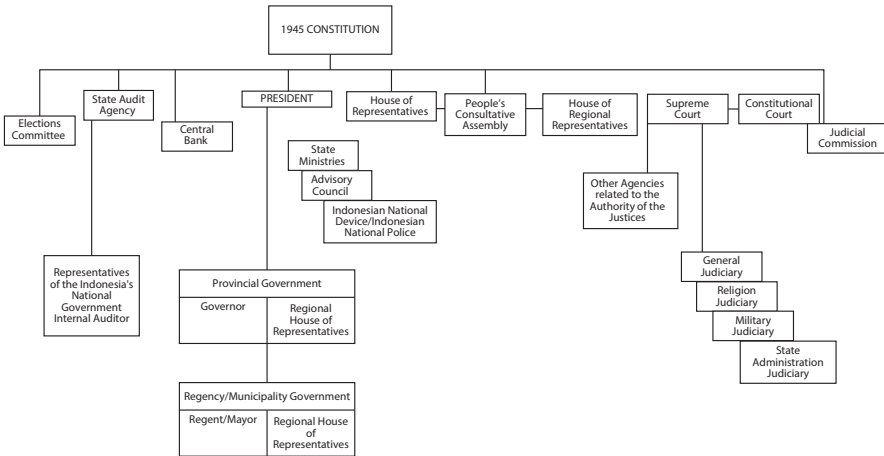 1945 CONSTITUTION
Elections
Committee
State Audit
Agency
Central
Bank
PRESIDENT
House of
Representatives
People's
Consultative
Assembly
House of
Regional
Representatives
Supreme
Court
Constitutional
Court
Judicial
Commission
State
Ministries
Advisory
Council
Indonesian National
Device/Indonesian
National Police
Other Agencies
related to the
Authority of the
Justices
Representatives
of the Indonesia's
National
Government
Internal Auditor
Provincial Government
Governor
Regional
House of
Representatives
General
Judiciary
Religion
Judiciary
Military
Judiciary
State
Administration
Judiciary
Regency/Municipality Government
Regent/Mayor
Regional House
of
Representatives